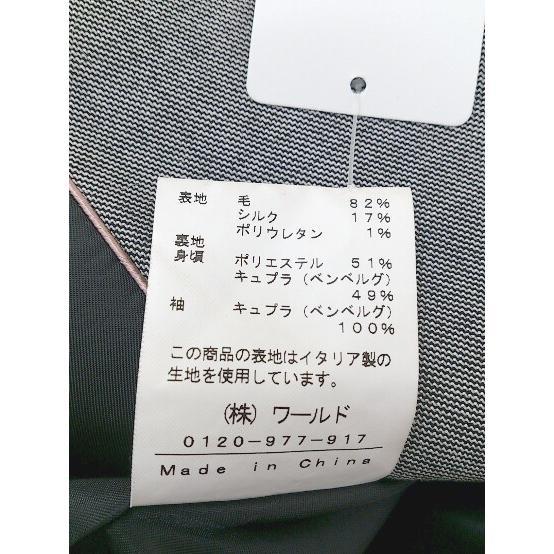 表地 毛 82%
シルク 17%
ポリウレタン 1%
裏地
身頃 ポリエステル 51%
キュプラ（ベンベルグ）
49%
袖 キュプラ（ベンベルグ）
100%
この商品の表地はイタリア製の
生地を使用しています。
（株）ワールド
0120-977-917
Made in China